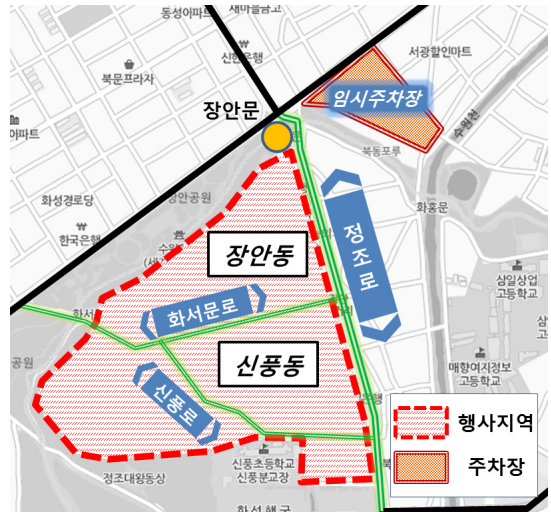 동성아파트
새마을금고
신한은행
서광할인마트
북문프라자
임시주차장
수원천
장안문
아파트
북동포루
화성경로당
장안공원
화홍문
한국은행
장안동
정조로
삼일상업
고등학교
화서문로
신풍동
매향여자정보
고등학교
공원
신풍로
행사지역
신풍초등학교
신풍분교장
주차장
정조대왕동상
화성행궁